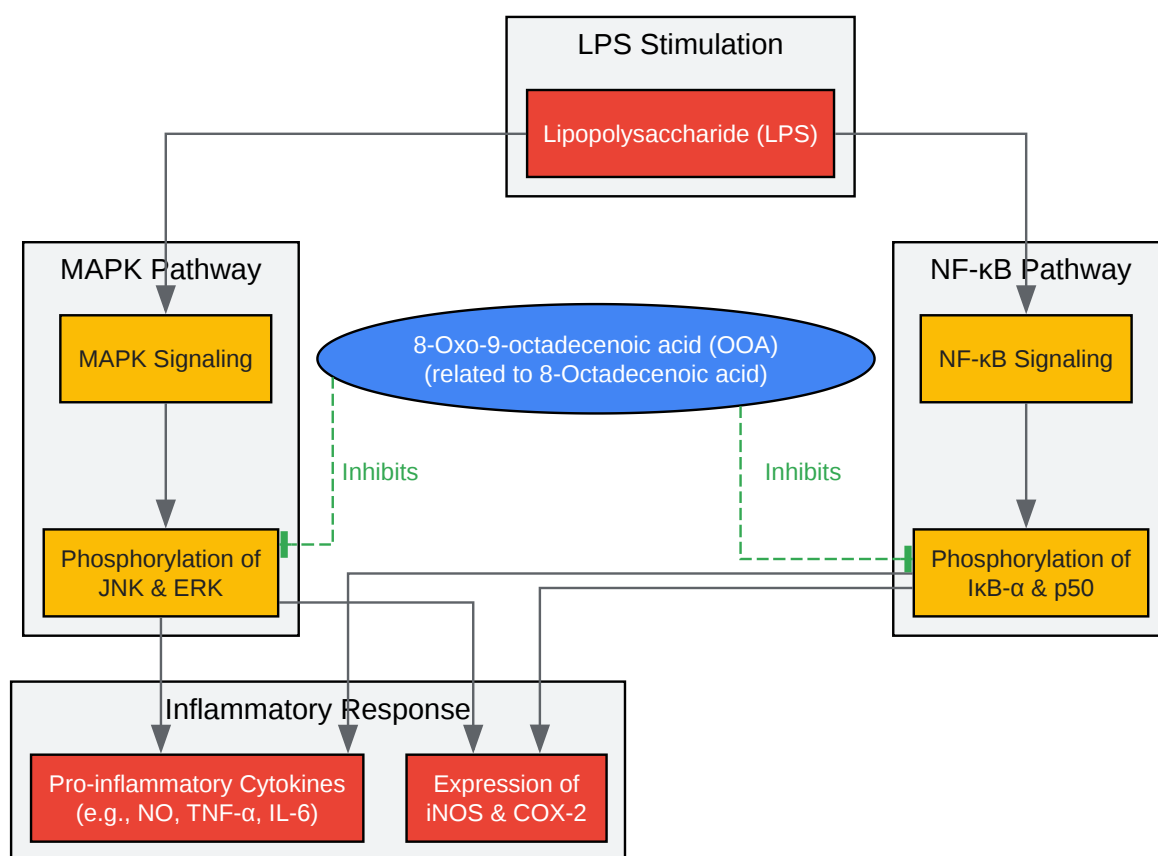 LPS Stimulation
Lipopolysaccharide (LPS)
MAPK Pathway
NF-κB Pathway
MAPK Signaling
8-Oxo-9-octadecenoic acid (OOA)
(related to 8-Octadecenoic acid)
NF-κB Signaling
Inhibits
Inhibits
Phosphorylation of
JNK & ERK
Phosphorylation of
IκB-α & p50
Inflammatory Response
Pro-inflammatory Cytokines
(e.g., NO, TNF-α, IL-6)
Expression of
iNOS & COX-2